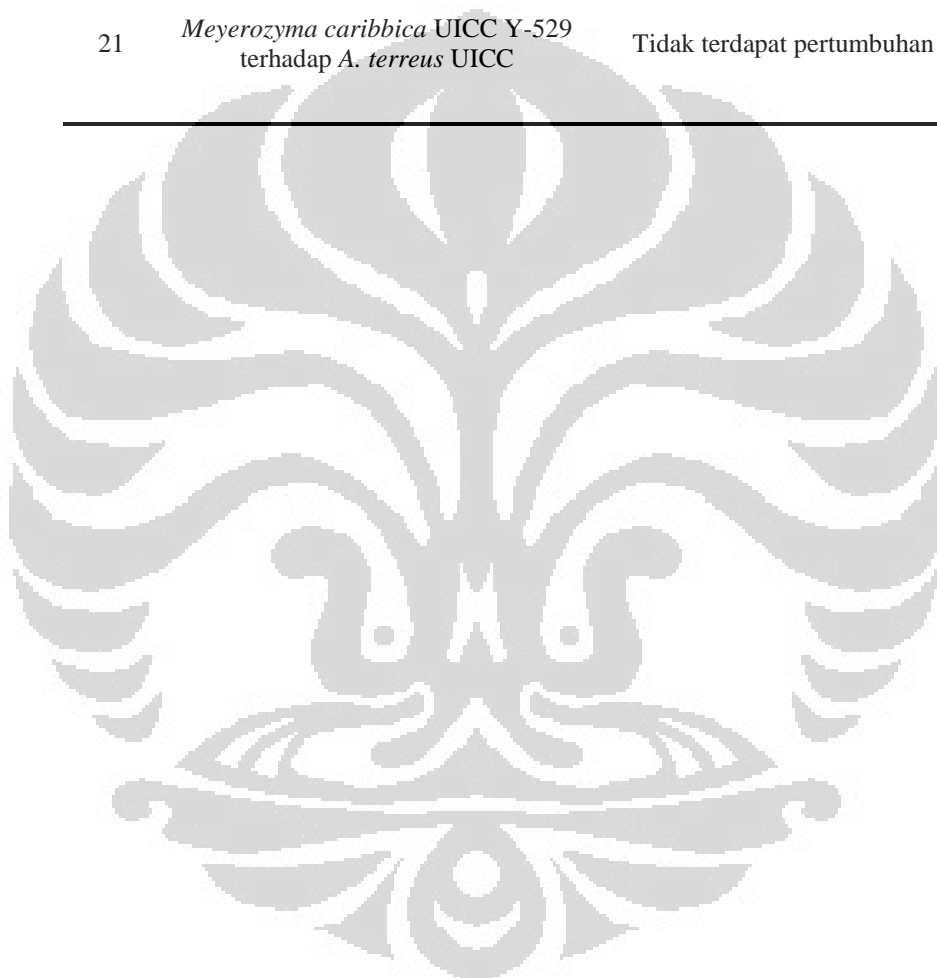 21 Meyerozyma caribbica UICC Y-529 Tidak terdapat pertumbuhan
terhadap A. terreus UICC